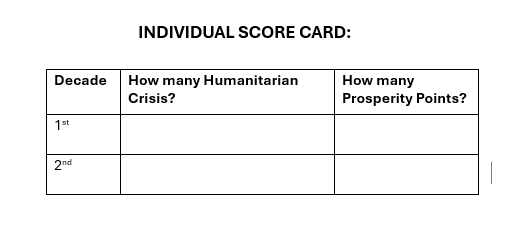 INDIVIDUAL SCORE CARD:
Decade
How many Humanitarian
Crisis?
How many
Prosperity Points?
1st
2nd